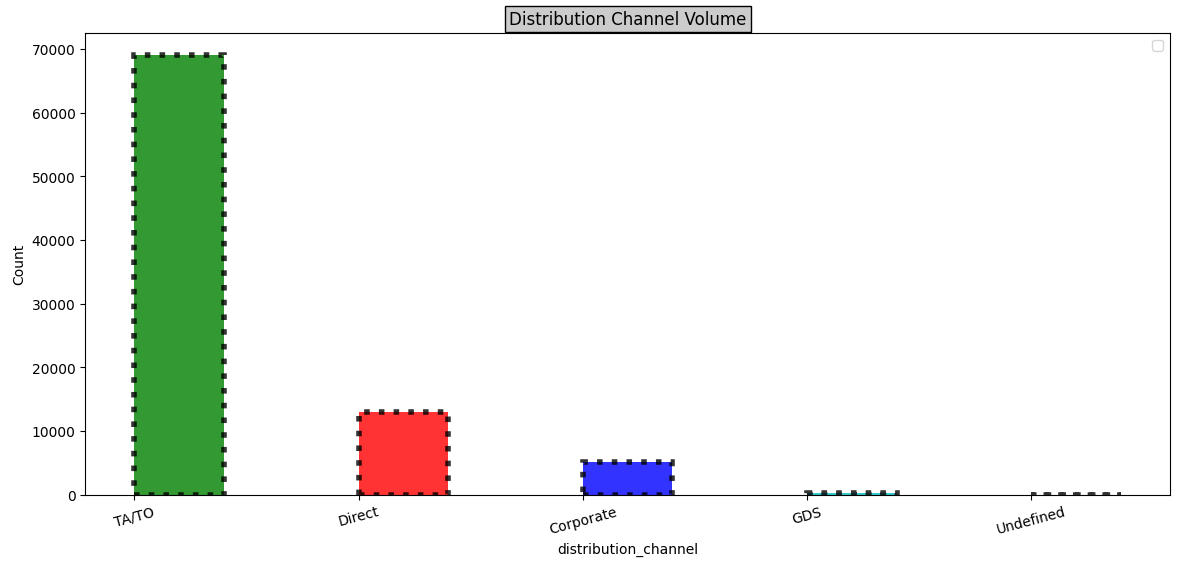 Distribution Channel Volume
70000
60000
50000
40000
30000
20000
10000
0
Count
TA/TO
Direct
Corporate
GDS
Undefined
distribution_channel